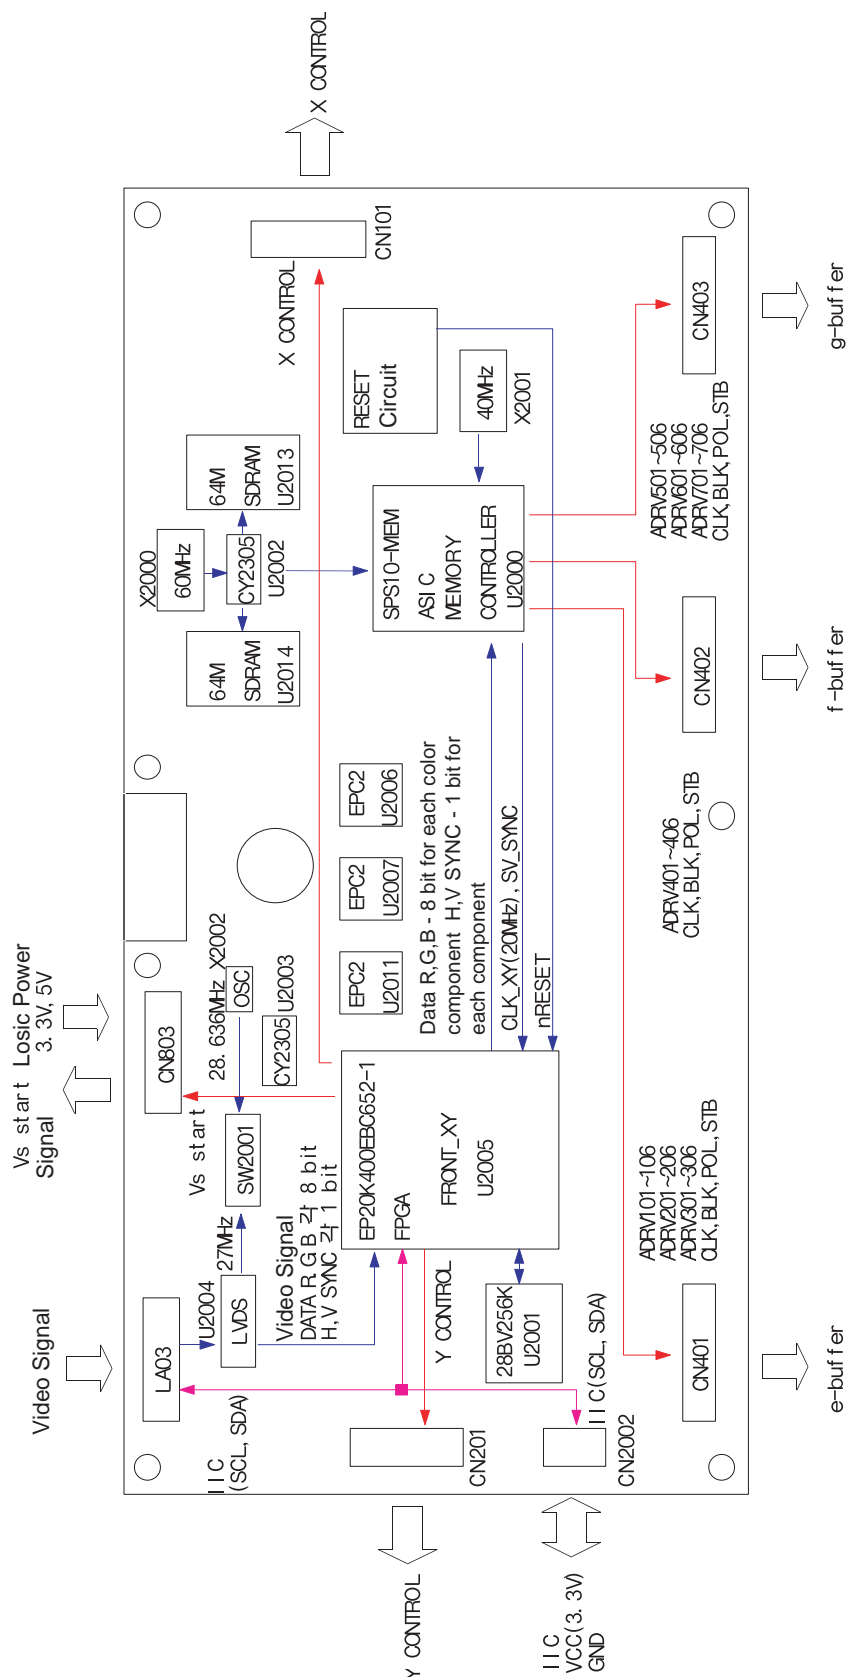 Video Signal
Vs start
Signal
Losic Power
3. 3V, 5V
LA03
IIC
(SCL, SDA)
U2004
LVDS
27MHz
Vs start
SW2001
CN803
28. 636MHz
X2002
OSC
CY2305
U2003
X2000
60MHz
CY2305
U2002
64M
SDRAM
U2014
64M
SDRAM
U2013
Video Signal
DATA R G B 각 8 bit
H, V SYNC 각 1 bit
EP20K400EBC652-1
FPGA
FRONT_XY
U2005
EPC2
U2011
EPC2
U2007
EPC2
U2006
X CONTROL
CN101
X CONTROL
RESET
Circuit
40MHz
X2001
SPS10-MEM
ASIC
MEMORY
CONTROLLER
U2000
Data R,G,B - 8 bit for each color
component H,V SYNC - 1 bit for
each component
CLK_XY(20MHz), SV_SYNC
nRESET
Y CONTROL
CN201
Y CONTROL
28BV256K
U2001
IIC(SCL, SDA)
CN2002
IIC
VCC(3. 3V)
GND
ADRV101~106
ADRV201~206
ADRV301~306
CLK, BLK, POL, STB
CN401
e-buffer
ADRV401~406
CLK, BLK, POL, STB
CN402
f-buffer
ADRV501~506
ADRV601~606
ADRV701~706
CLK, BLK, POL, STB
CN403
g-buffer